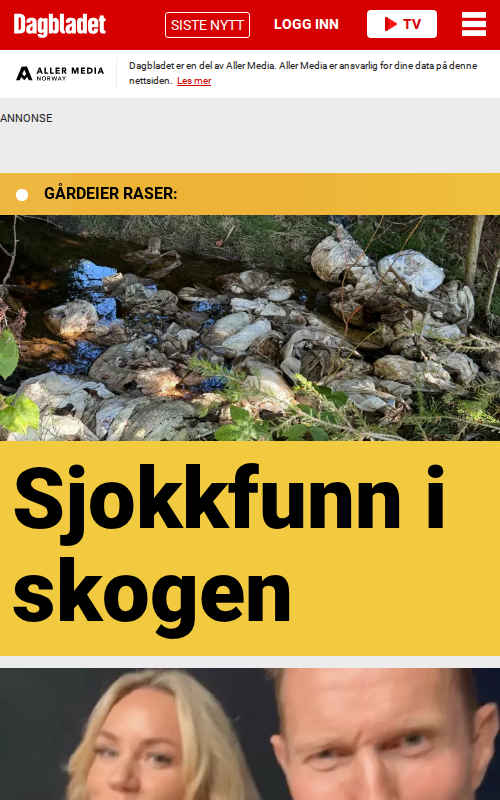 Dagbladet
SISTE NYTT
LOGG INN
TV
ALLER MEDIA
NORWAY
Dagbladet er en del av Aller Media. Aller Media er ansvarlig for dine data på denne
nettsiden. Les mer
ANNONSE
GÅRDEIER RASER:
Sjokkfunn i
skogen